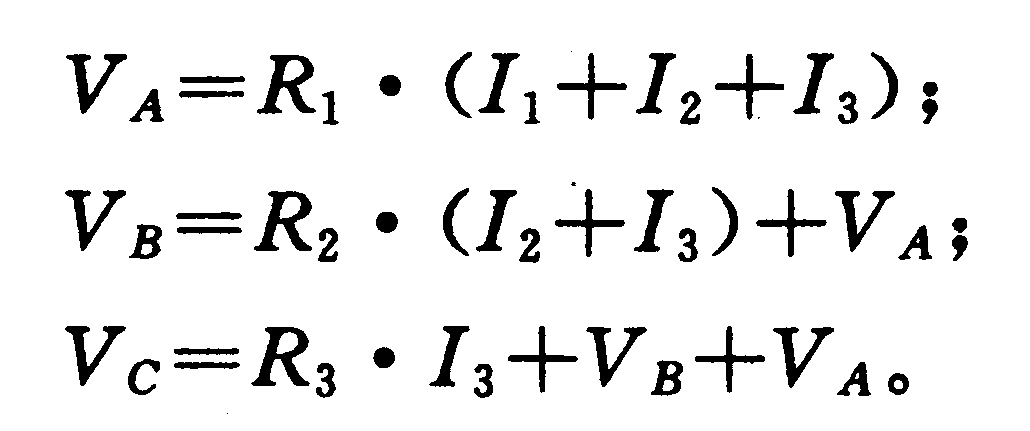 V_A=R_1•(I_1+I_2+I_3);
V_B=R_2•(I_2+I_3)+V_A;
V_C=R_3•I_3+V_B+V_A。